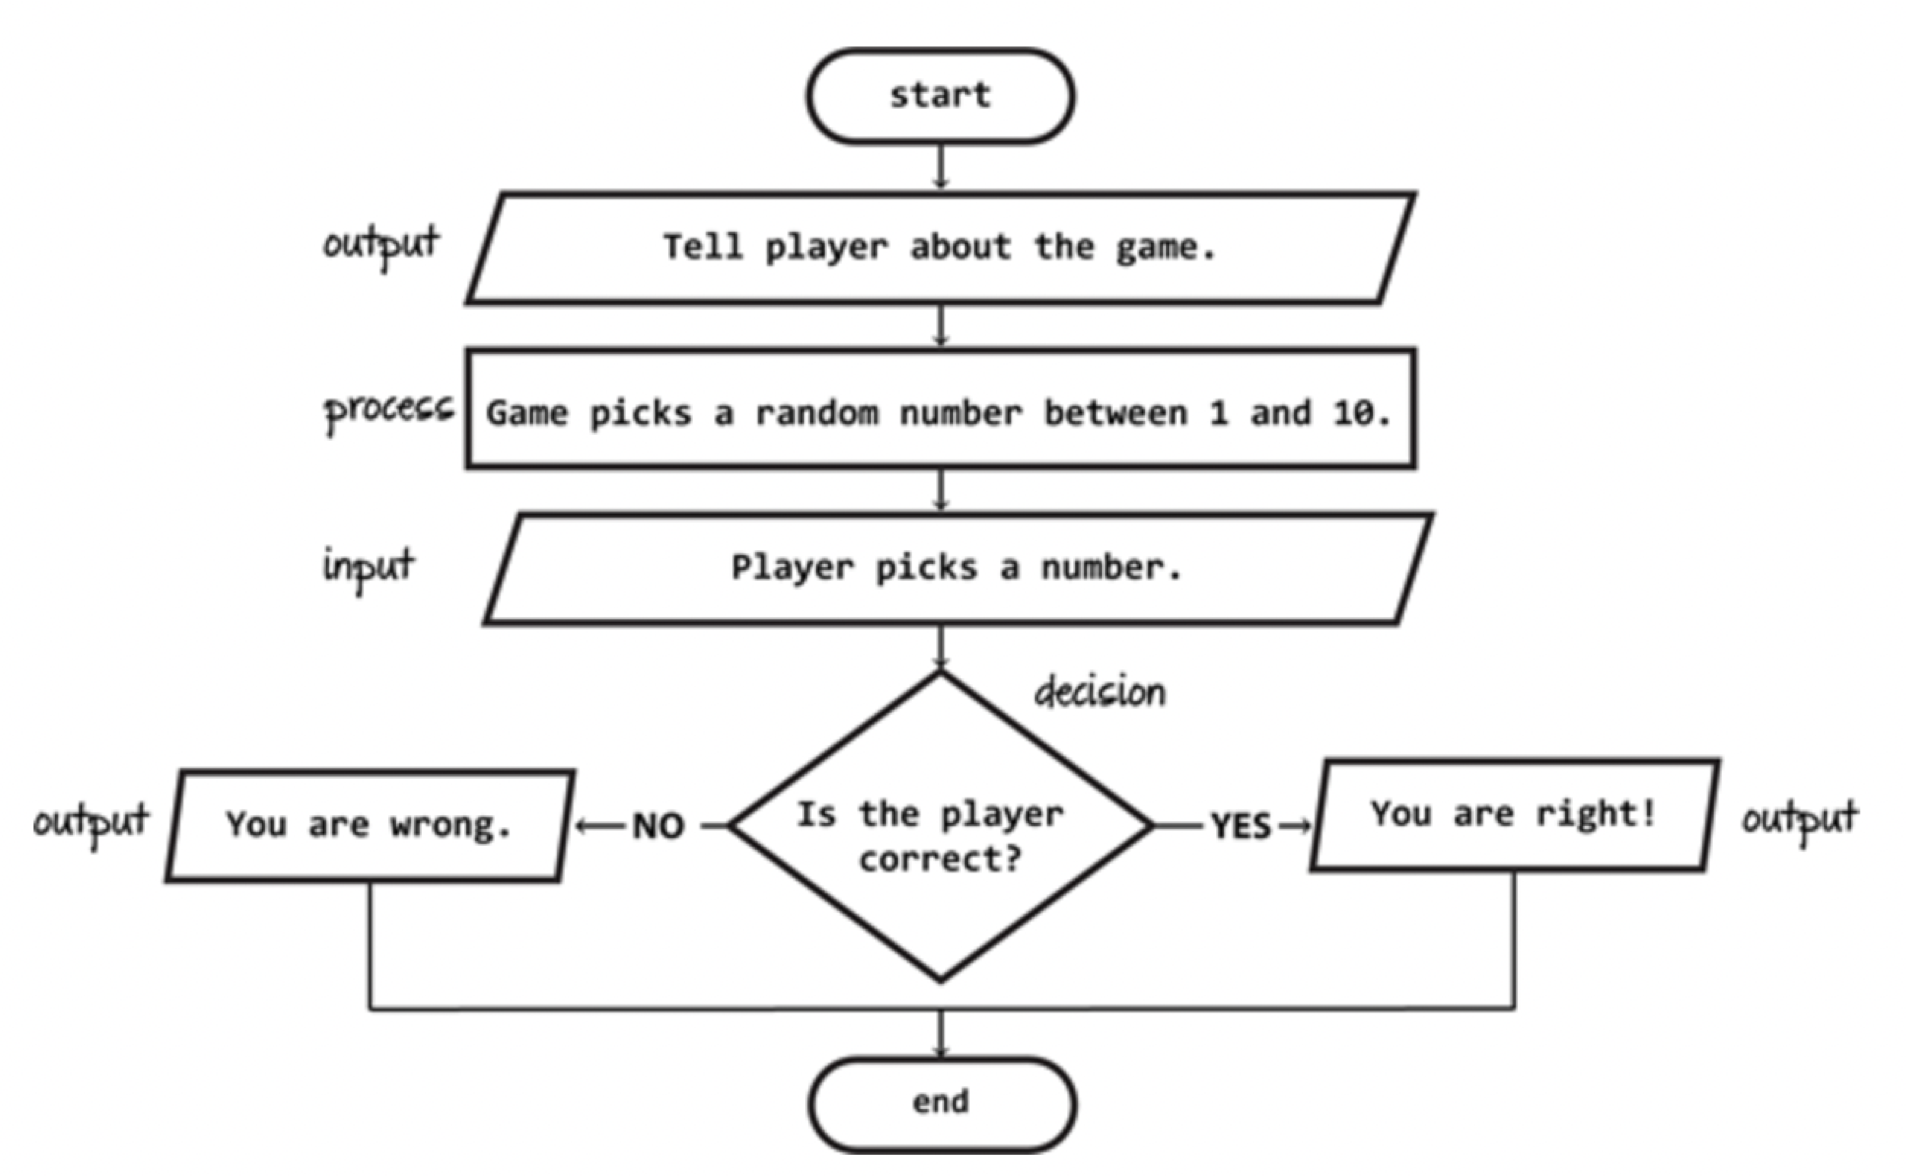 start
output
Tell player about the game.
process
Game picks a random number between 1 and 10.
input
Player picks a number.
decision
output
You are wrong.
NO
Is the player
correct?
YES
You are right!
output
end